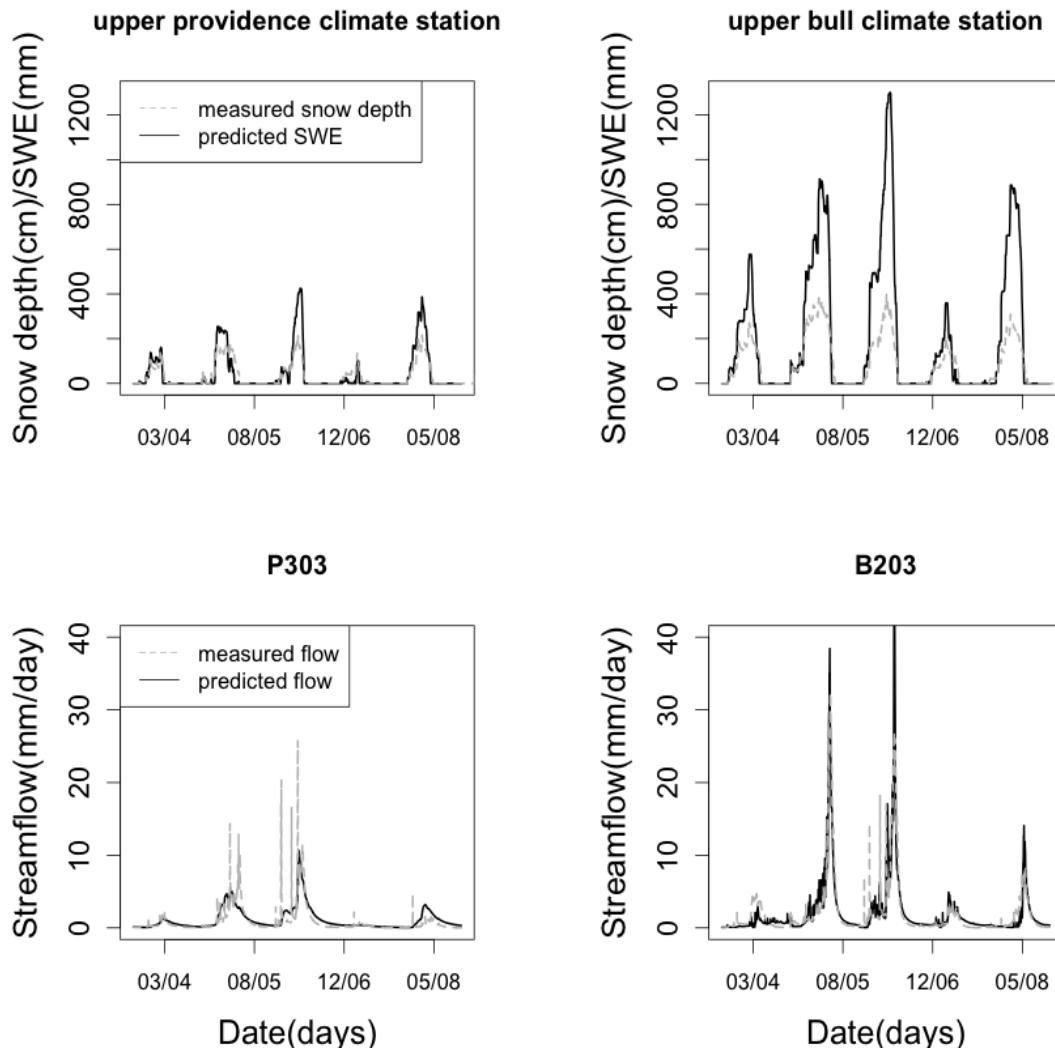 upper providence climate station
upper bull climate station
Snow depth(cm)/SWE(mm)
1200
800
400
0
measured snow depth
predicted SWE
03/04 08/05 12/06 05/08
Snow depth(cm)/SWE(mm)
1200
800
400
0
03/04 08/05 12/06 05/08
P303
B203
Streamflow(mm/day)
40
30
20
10
0
measured flow
predicted flow
03/04 08/05 12/06 05/08
Date(days)
Streamflow(mm/day)
40
30
20
10
0
03/04 08/05 12/06 05/08
Date(days)